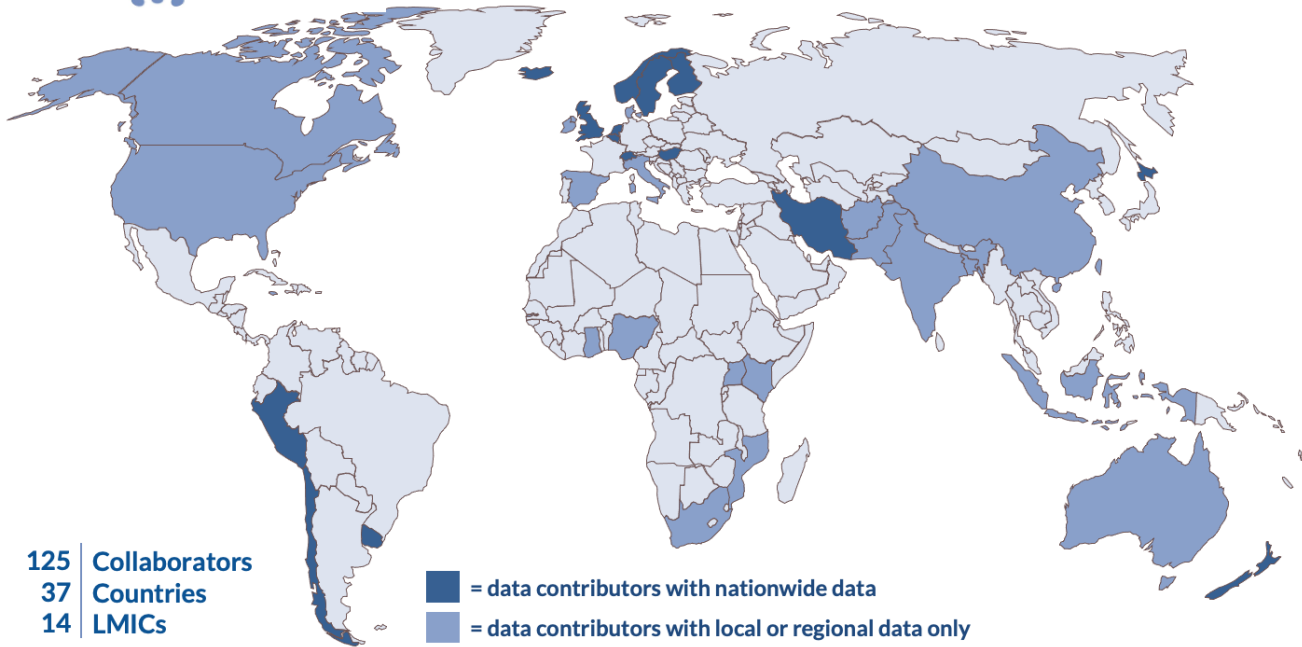 125 Collaborators
37 Countries
14 LMICs
= data contributors with nationwide data
= data contributors with local or regional data only